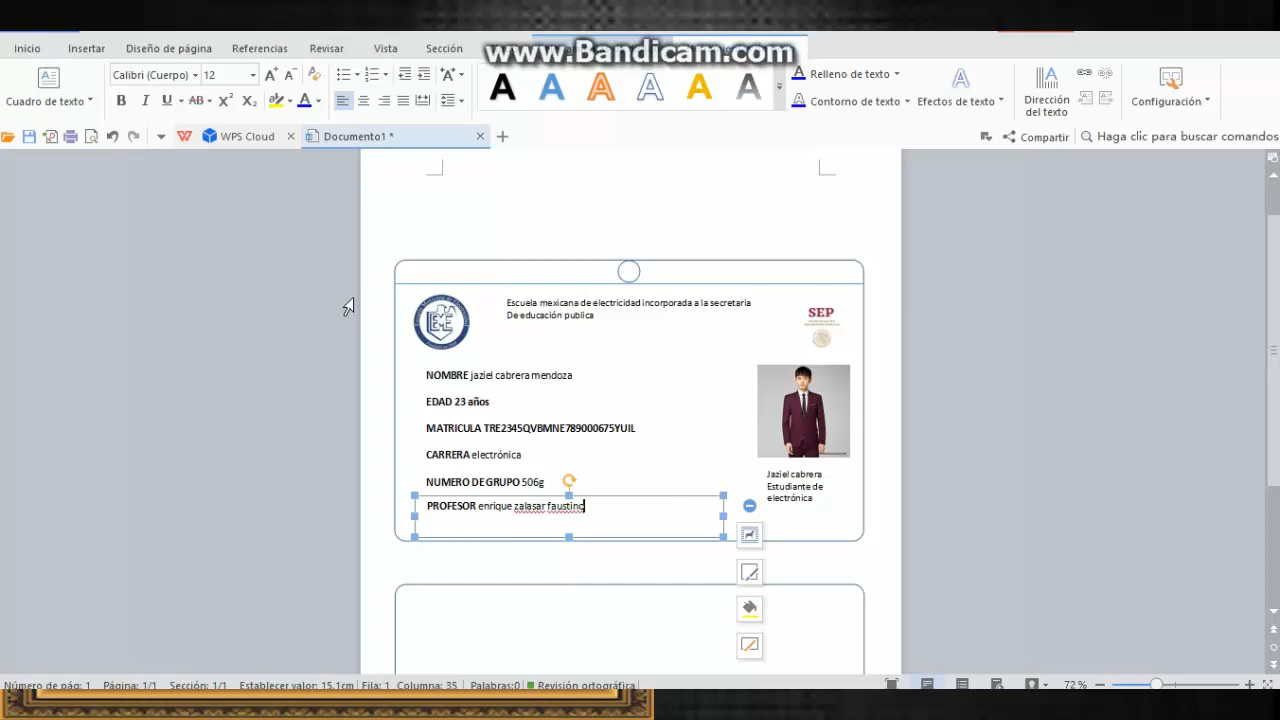 www.Bandicam.com
Inicio Insertar Diseño de página Referencias Revisar Vista Sección
Calibri (Cuerpo) 12
Relleno de texto
Cuadro de texto
Contorno de texto
Efectos de texto
Dirección del texto
Configuración
WPS Cloud
Documento1 *
Compartir
Haga clic para buscar comandos
Escuela mexicana de electricidad incorporada a la secretaria
De educación publica
SEP
NOMBRE jaziel cabrera mendoza
EDAD 23 años
MATRICULA TRE2345QVBMNE789000675YUIL
CARRERA electrónica
NUMERO DE GRUPO 506g
PROFESOR enrique zalasar faustino
Jaziel cabrera
Estudiante de
electrónica
Número de pág: 1 Página: 1/1 Sección: 1/1 Establecer valor: 15,1cm Fila: 1 Column: 35 Palabras:0 Revisión ortográfica 72 %